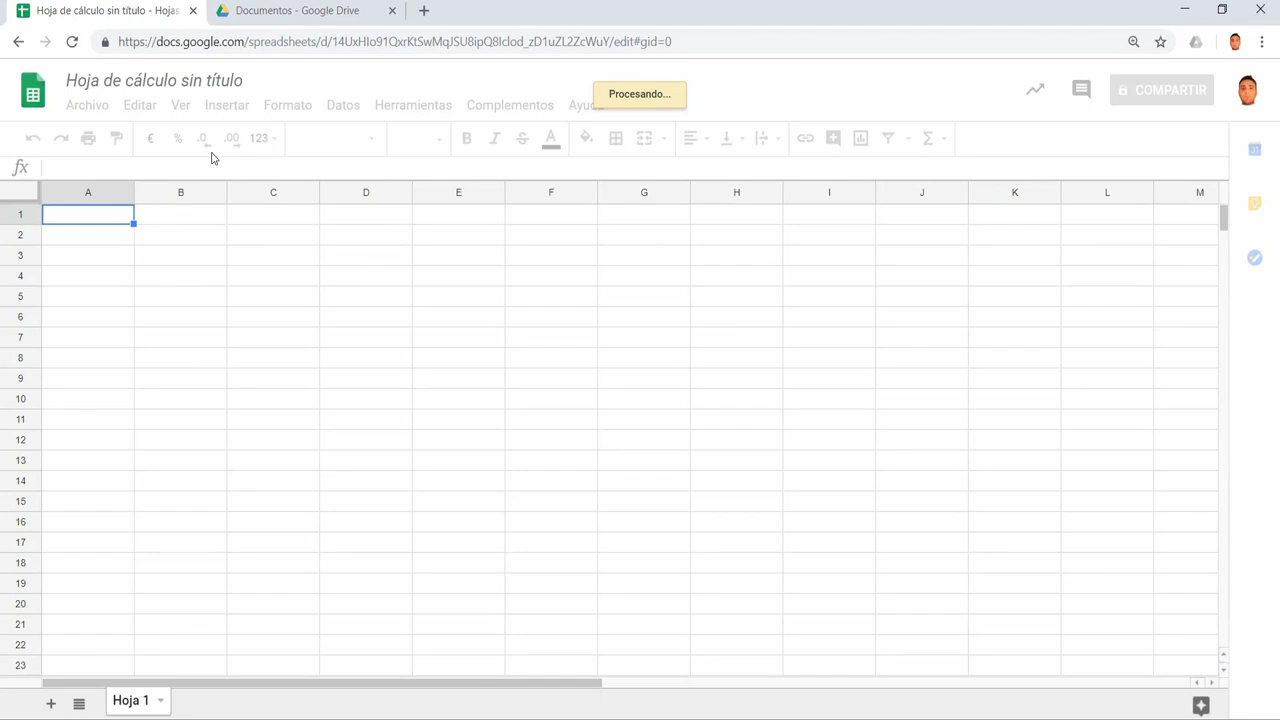 Hoja de cálculo sin título - Hojas
Documentos - Google Drive
https://docs.google.com/spreadsheets/d/14UxHIo91QxrKtSwMqJSU8ipQ8Iclod_zD1uZL2ZcWuY/edit#gid=0
Hoja de cálculo sin título
Procesando...
COMPARTIR
Archivo Editar Ver Insertar Formato Datos Herramientas Complementos Ayuda
€ % .0 .00 123 B I S A Σ
fx
A B C D E F G H I J K L M
1
2
3
4
5
6
7
8
9
10
11
12
13
14
15
16
17
18
19
20
21
22
23
Hoja 1